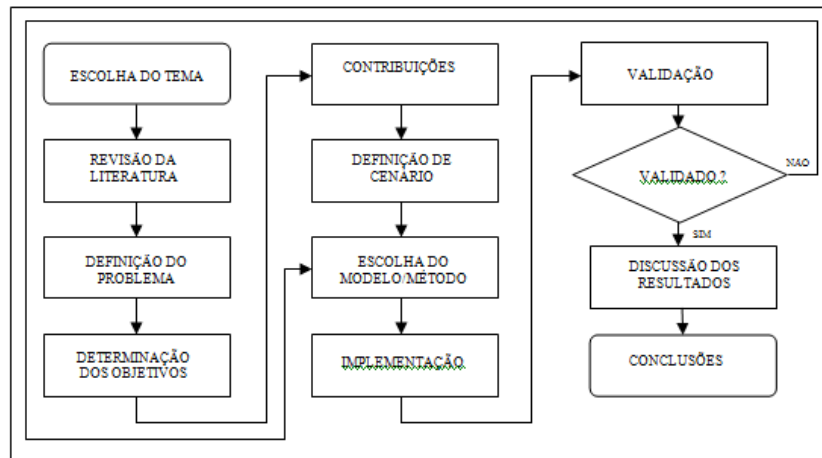 ESCOLHA DO TEMA
REVISÃO DA
LITERATURA
DEFINIÇÃO DO
PROBLEMA
DETERMINAÇÃO
DOS OBJETIVOS
CONTRIBUIÇÕES
DEFINIÇÃO DE
CENÁRIO
ESCOLHA DO
MODELO/MÉTODO
IMPLEMENTAÇÃO
VALIDAÇÃO
VALIDADO ?
NAO
SIM
DISCUSSÃO DOS
RESULTADOS
CONCLUSÕES